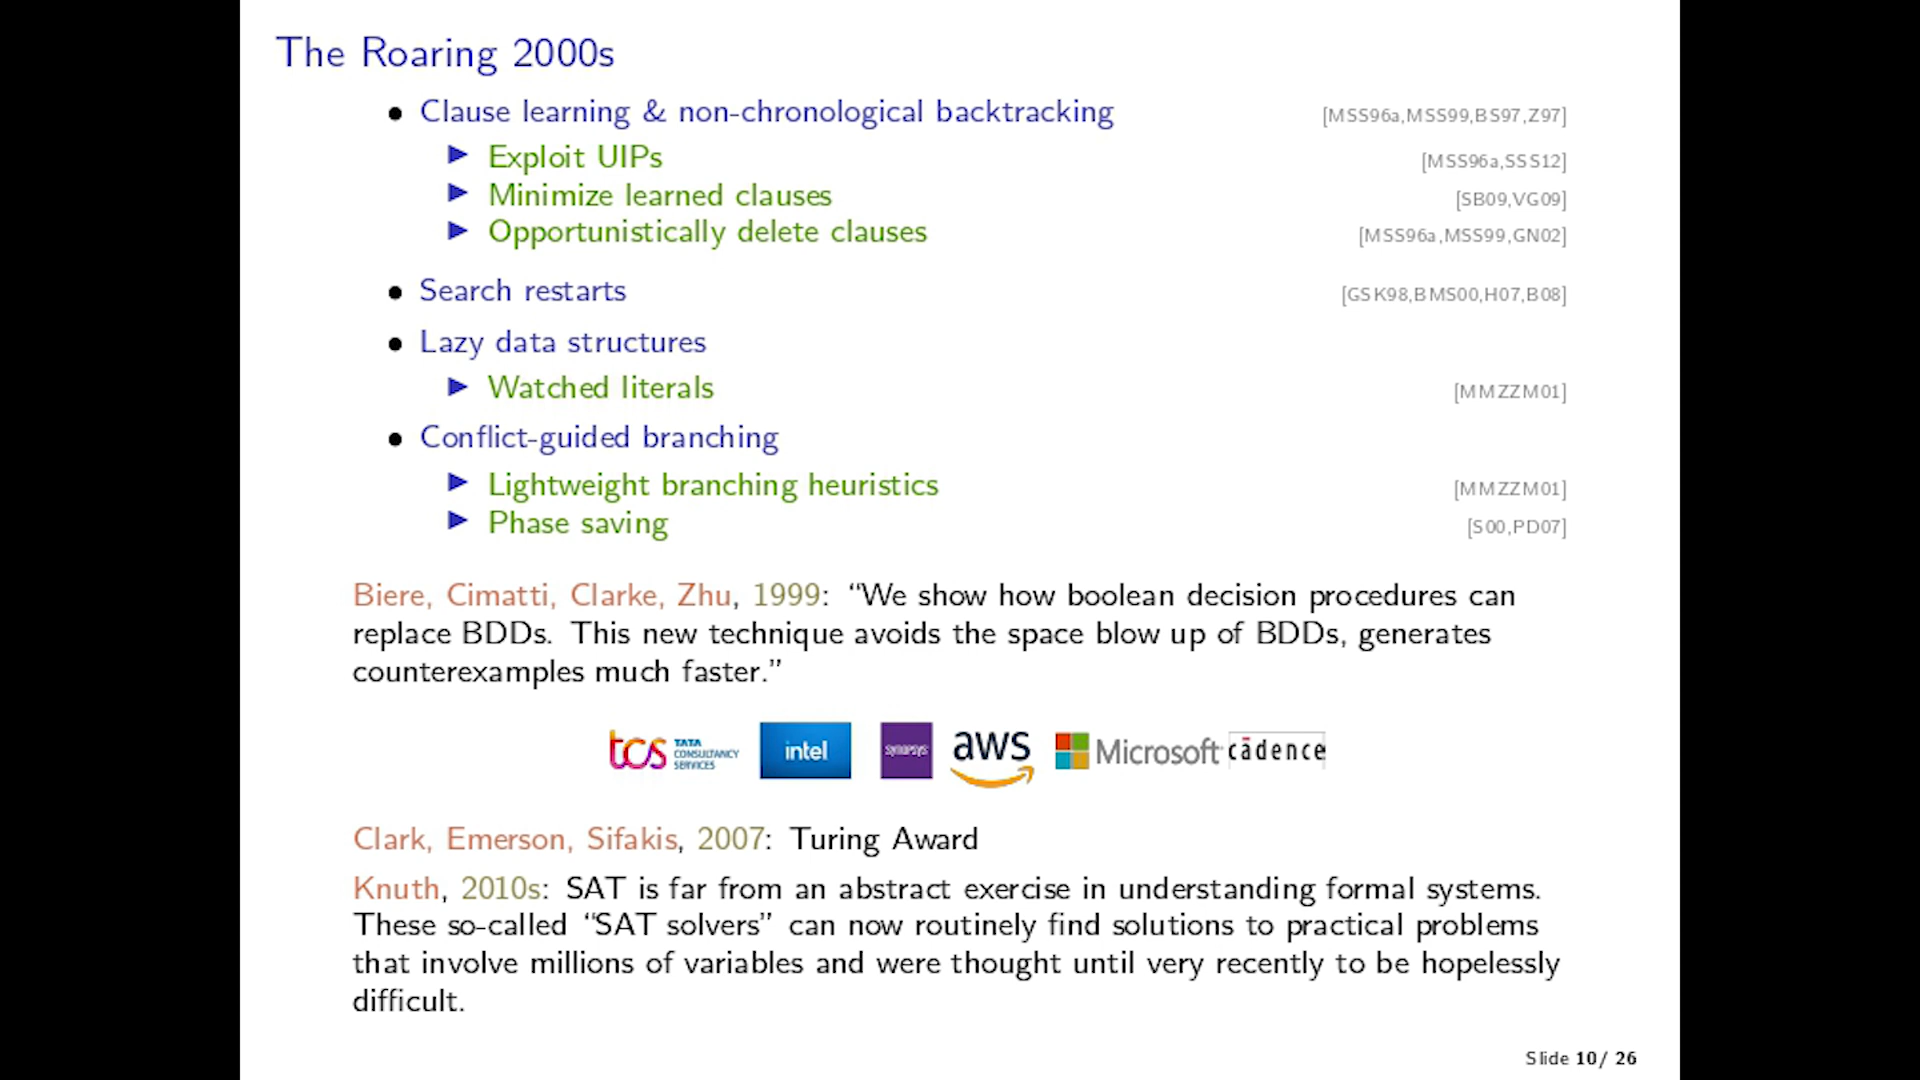 The Roaring 2000s
• Clause learning & non-chronological backtracking [MSS96a,MSS99,BS97,Z97]
▶ Exploit UIPs [MSS96a,SSS12]
▶ Minimize learned clauses [SB09,VG09]
▶ Opportunistically delete clauses [MSS96a,MSS99,GN02]
• Search restarts [GSK98,BMS00,H07,B08]
• Lazy data structures
▶ Watched literals [MMZZM01]
• Conflict-guided branching
▶ Lightweight branching heuristics [MMZZM01]
▶ Phase saving [S00,PD07]
Biere, Cimatti, Clarke, Zhu, 1999: “We show how boolean decision procedures can
replace BDDs. This new technique avoids the space blow up of BDDs, generates
counterexamples much faster.”
tcs TATA CONSULTANCY SERVICES intel SYNOPSYS aws Microsoft cādence
Clark, Emerson, Sifakis, 2007: Turing Award
Knuth, 2010s: SAT is far from an abstract exercise in understanding formal systems.
These so-called “SAT solvers” can now routinely find solutions to practical problems
that involve millions of variables and were thought until very recently to be hopelessly
difficult.
Slide 10/ 26